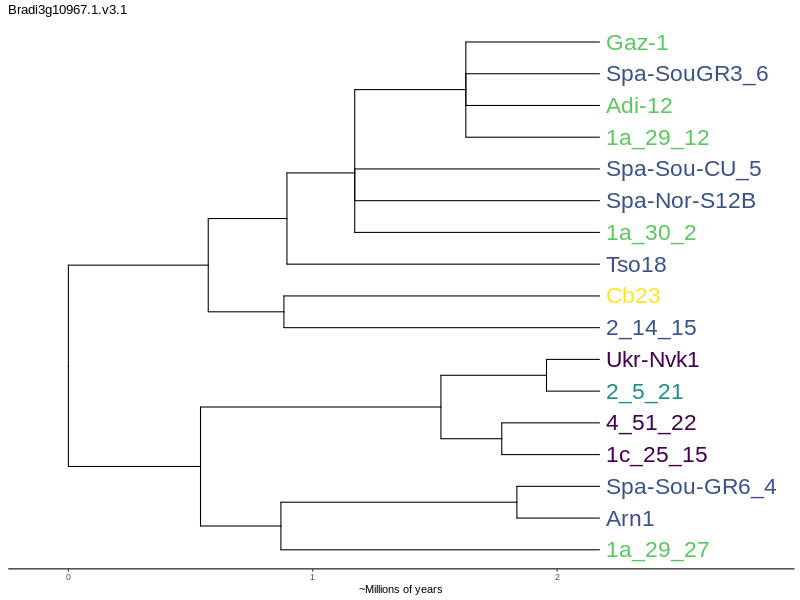 Bradi3g10967.1.v3.1
Gaz-1
Spa-SouGR3_6
Adi-12
1a_29_12
Spa-Sou-CU_5
Spa-Nor-S12B
1a_30_2
Tso18
Cb23
2_14_15
Ukr-Nvk1
2_5_21
4_51_22
1c_25_15
Spa-Sou-GR6_4
Arn1
1a_29_27
0 1 2
~Millions of years